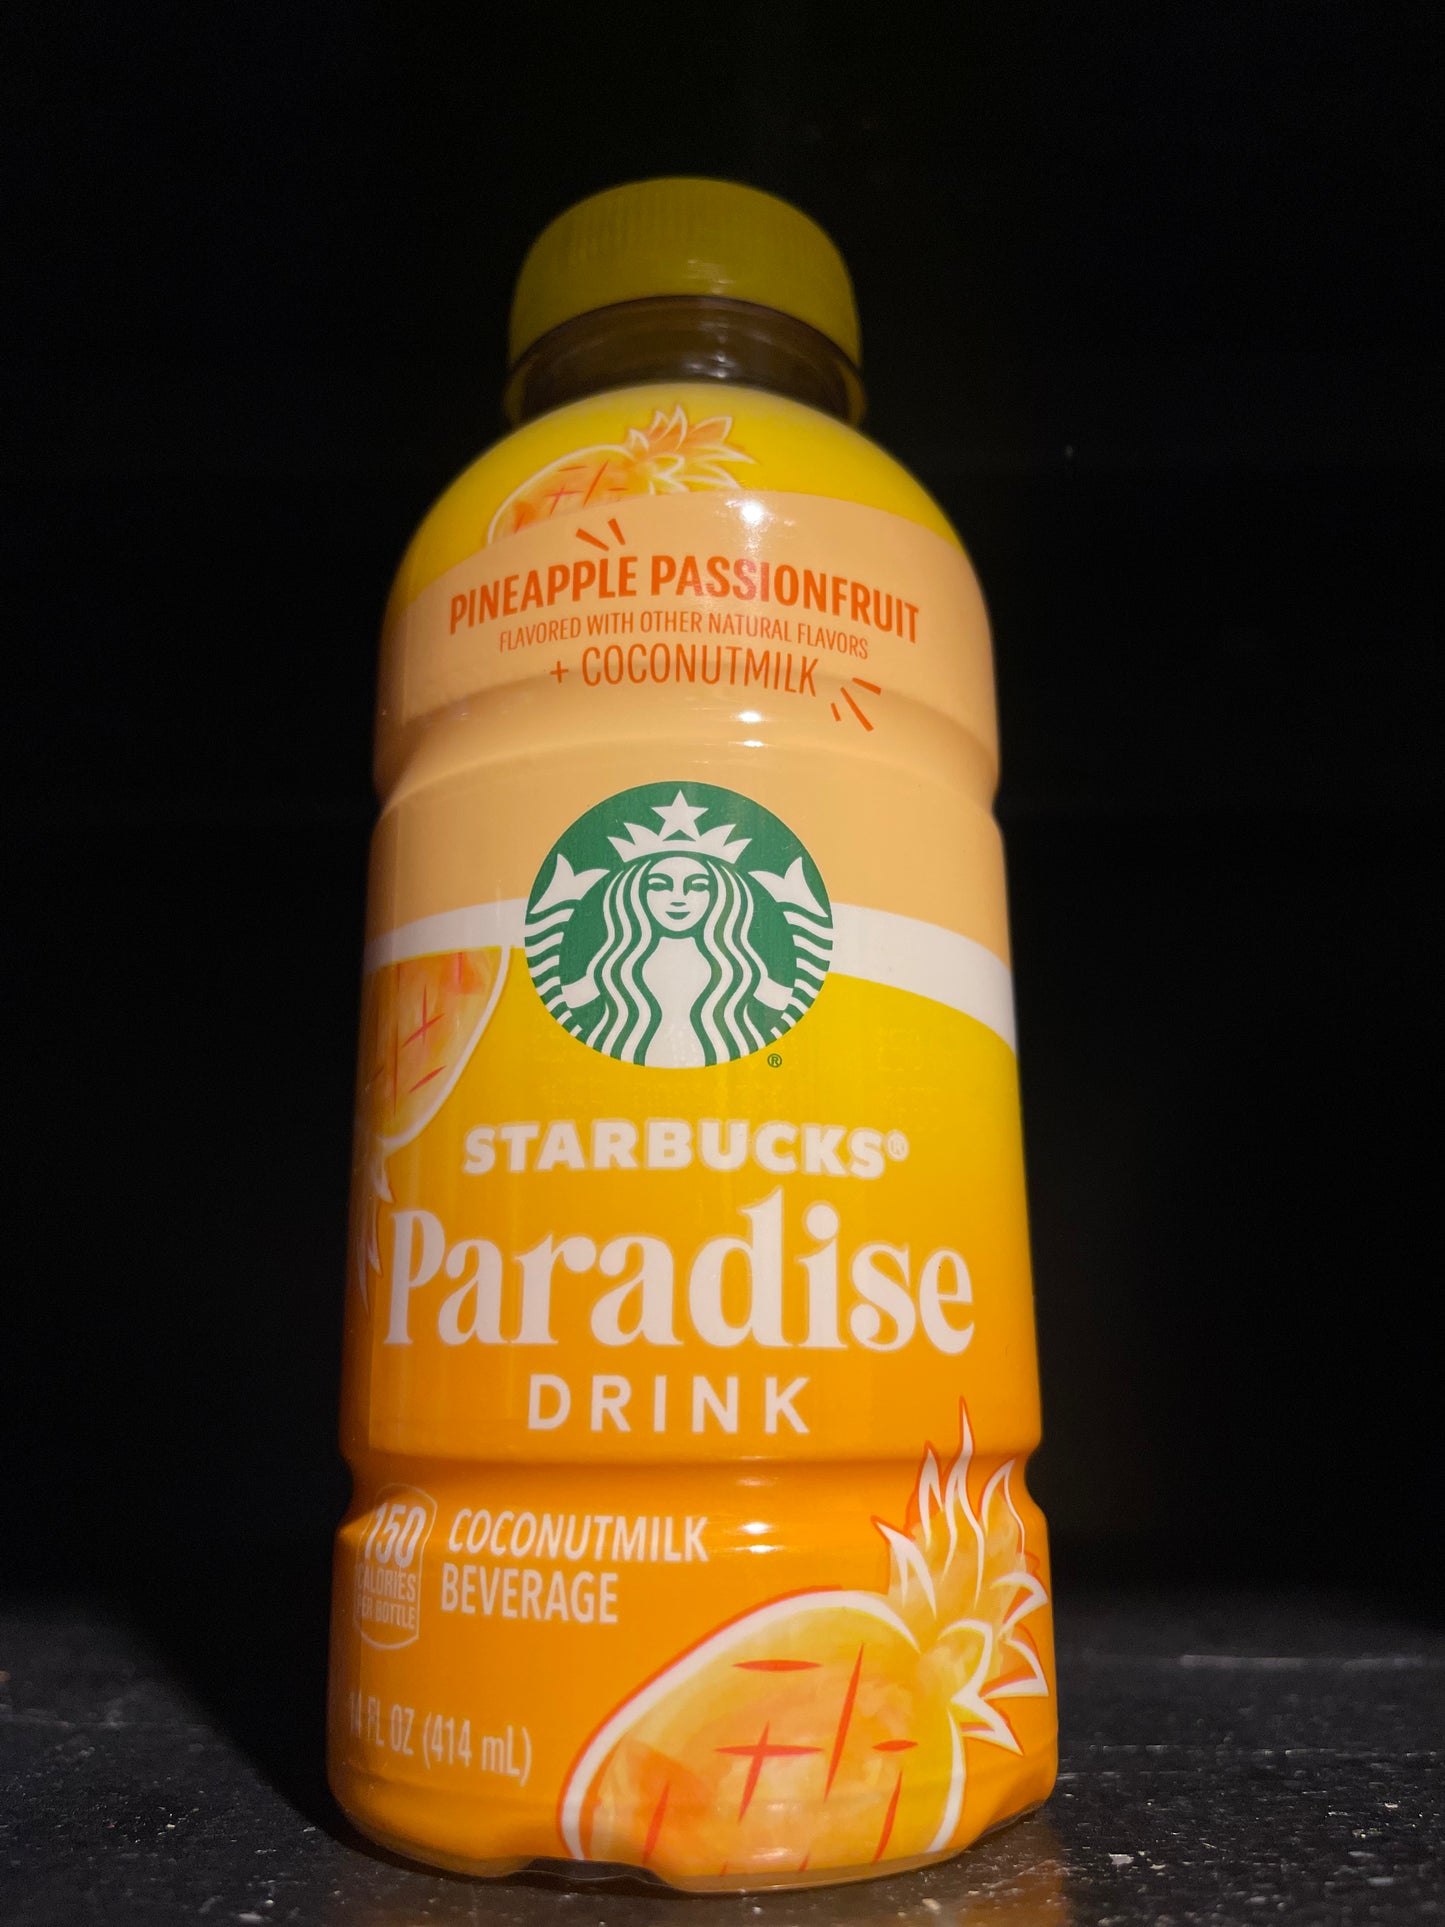 PINEAPPLE PASSIONFRUIT
FLAVORED WITH OTHER NATURAL FLAVORS
+ COCONUTMILK
®
STARBUCKS®
Paradise
DRINK
150
CALORIES
PER BOTTLE
COCONUTMILK
BEVERAGE
14 FL OZ (414 mL)